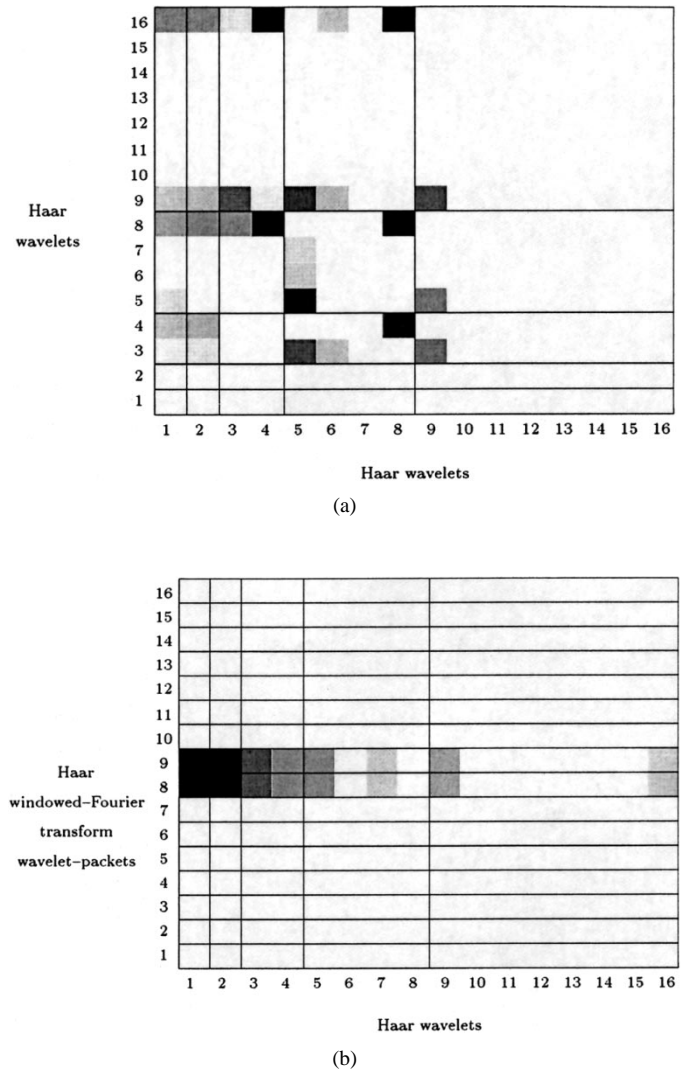 16
15
14
13
12
11
10
9
8
7
6
5
4
3
2
1
Haar
wavelets
1 2 3 4 5 6 7 8 9 10 11 12 13 14 15 16
Haar wavelets
(a)
16
15
14
13
12
11
10
9
8
7
6
5
4
3
2
1
Haar
windowed–Fourier
transform
wavelet–packets
1 2 3 4 5 6 7 8 9 10 11 12 13 14 15 16
Haar wavelets
(b)